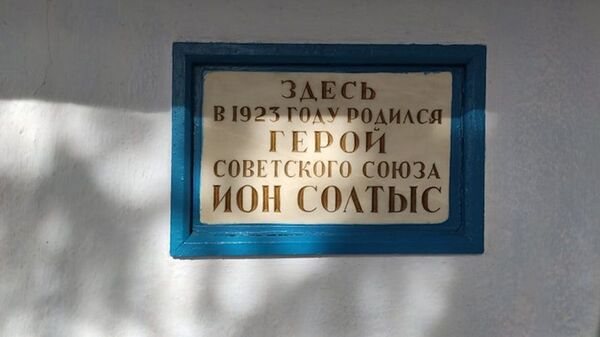 ЗДЕСЬ
В 1923 ГОДУ РОДИЛСЯ
ГЕРОЙ
СОВЕТСКОГО СОЮЗА
ИОН СОЛТЫС